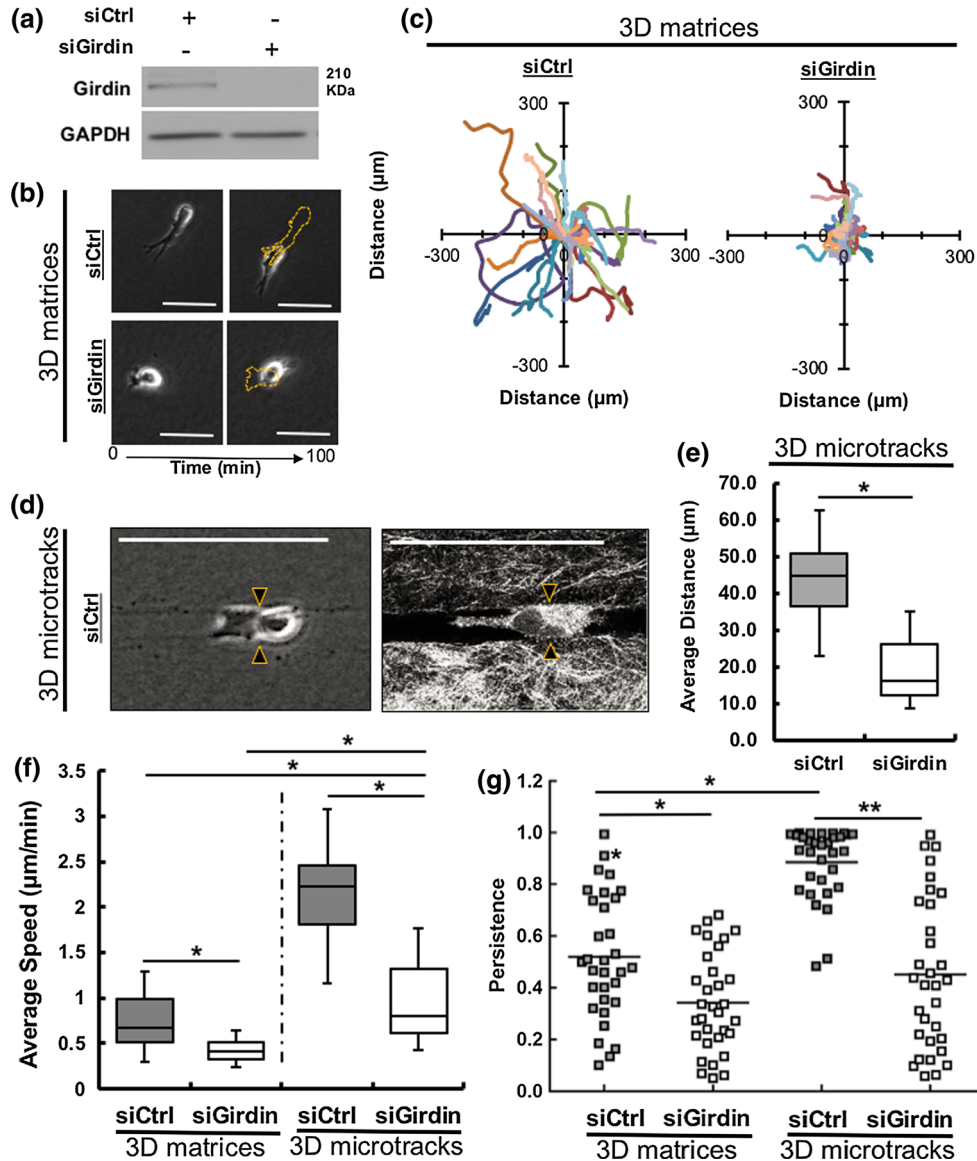 (a)
siCtrl + -
siGirdin - +
Girdin
210
KDa
GAPDH
(b)
3D matrices
siCtrl
siGirdin
0
Time (min)
100
(c)
3D matrices
siCtrl
300
-300
0
0
300
-300
Distance (µm)
Distance (µm)
siGirdin
300
-300
0
0
300
-300
Distance (µm)
(d)
3D microtracks
siCtrl
(e)
3D microtracks
70.0
60.0
50.0
40.0
30.0
20.0
10.0
0.0
Average Distance (µm)
*
siCtrl siGirdin
(f)
3.5
3
2.5
2
1.5
1
0.5
0
Average Speed (µm/min)
*
*
*
*
siCtrl siGirdin siCtrl siGirdin
3D matrices 3D microtracks
(g)
1.2
1.0
0.8
0.6
0.4
0.2
0.0
Persistence
*
*
**
*
siCtrl siGirdin siCtrl siGirdin
3D matrices 3D microtracks